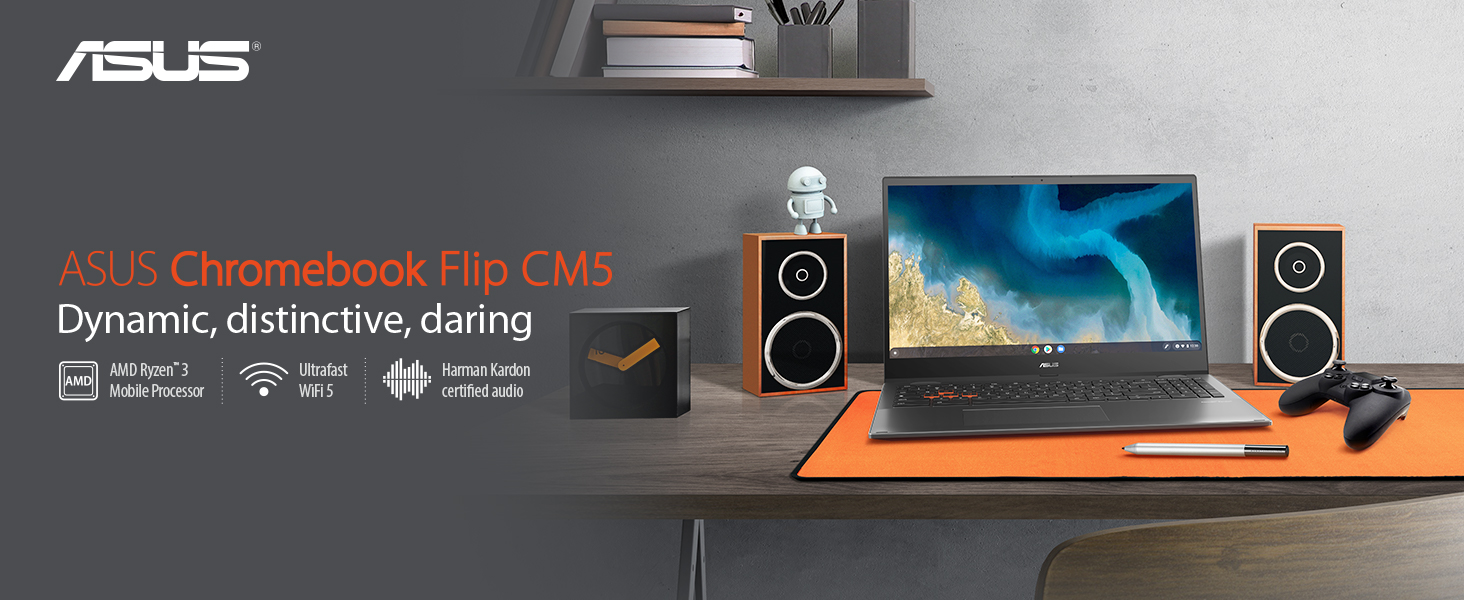 ASUS®
ASUS Chromebook Flip CM5
Dynamic, distinctive, daring
AMD
AMD Ryzen™ 3
Mobile Processor
Ultrafast
WiFi 5
Harman Kardon
certified audio
ASUS